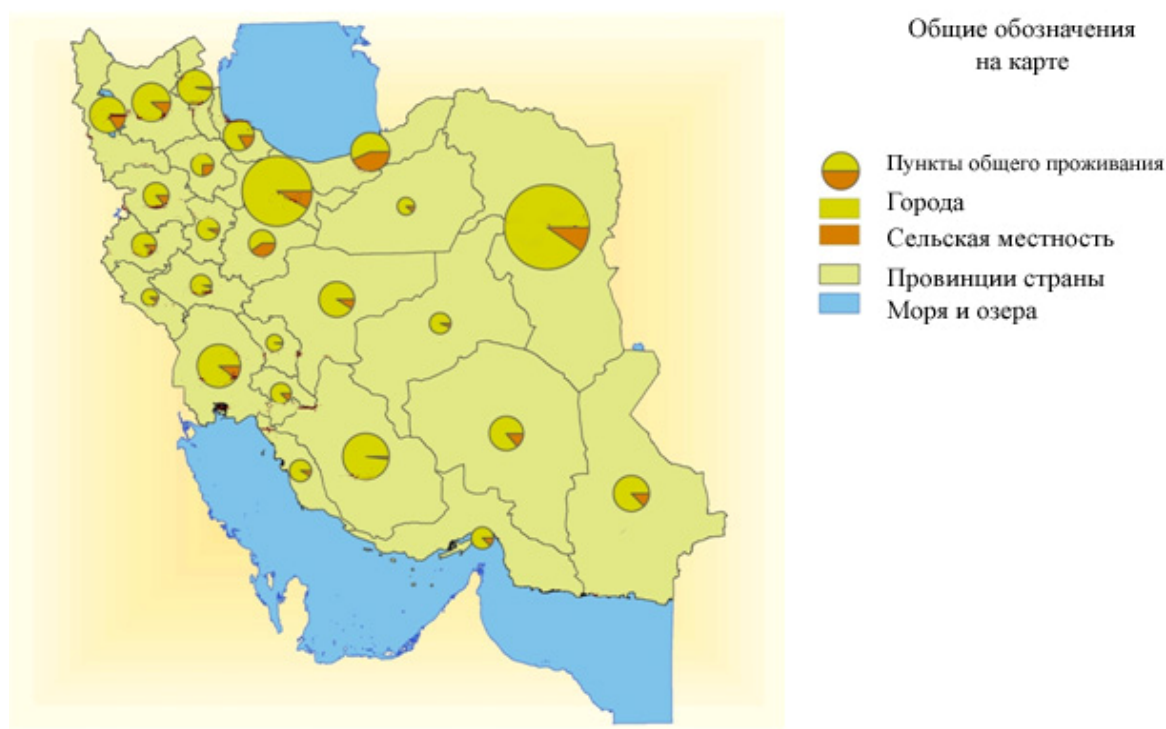 Общие обозначения
на карте
Пункты общего проживания
Города
Сельская местность
Провинции страны
Моря и озера